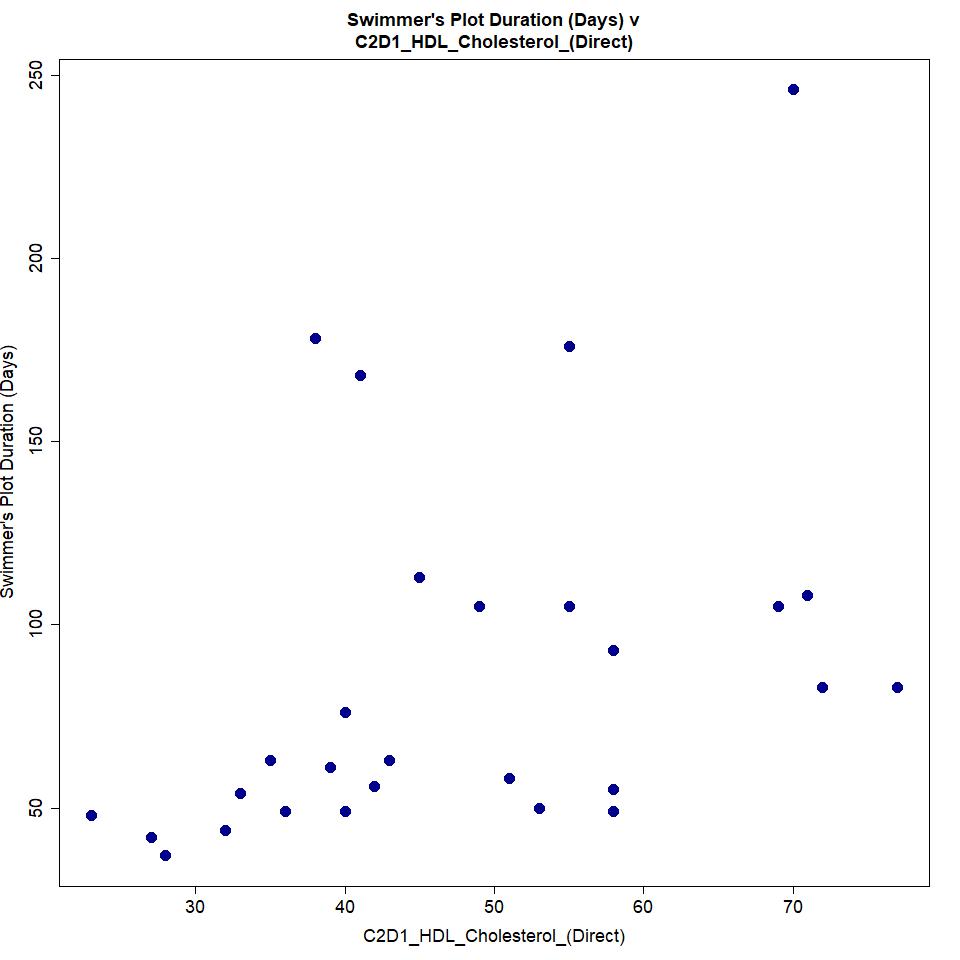 Swimmer's Plot Duration (Days) v
C2D1_HDL_Cholesterol_(Direct)
Swimmer's Plot Duration (Days)
250
200
150
100
50
30 40 50 60 70
C2D1_HDL_Cholesterol_(Direct)